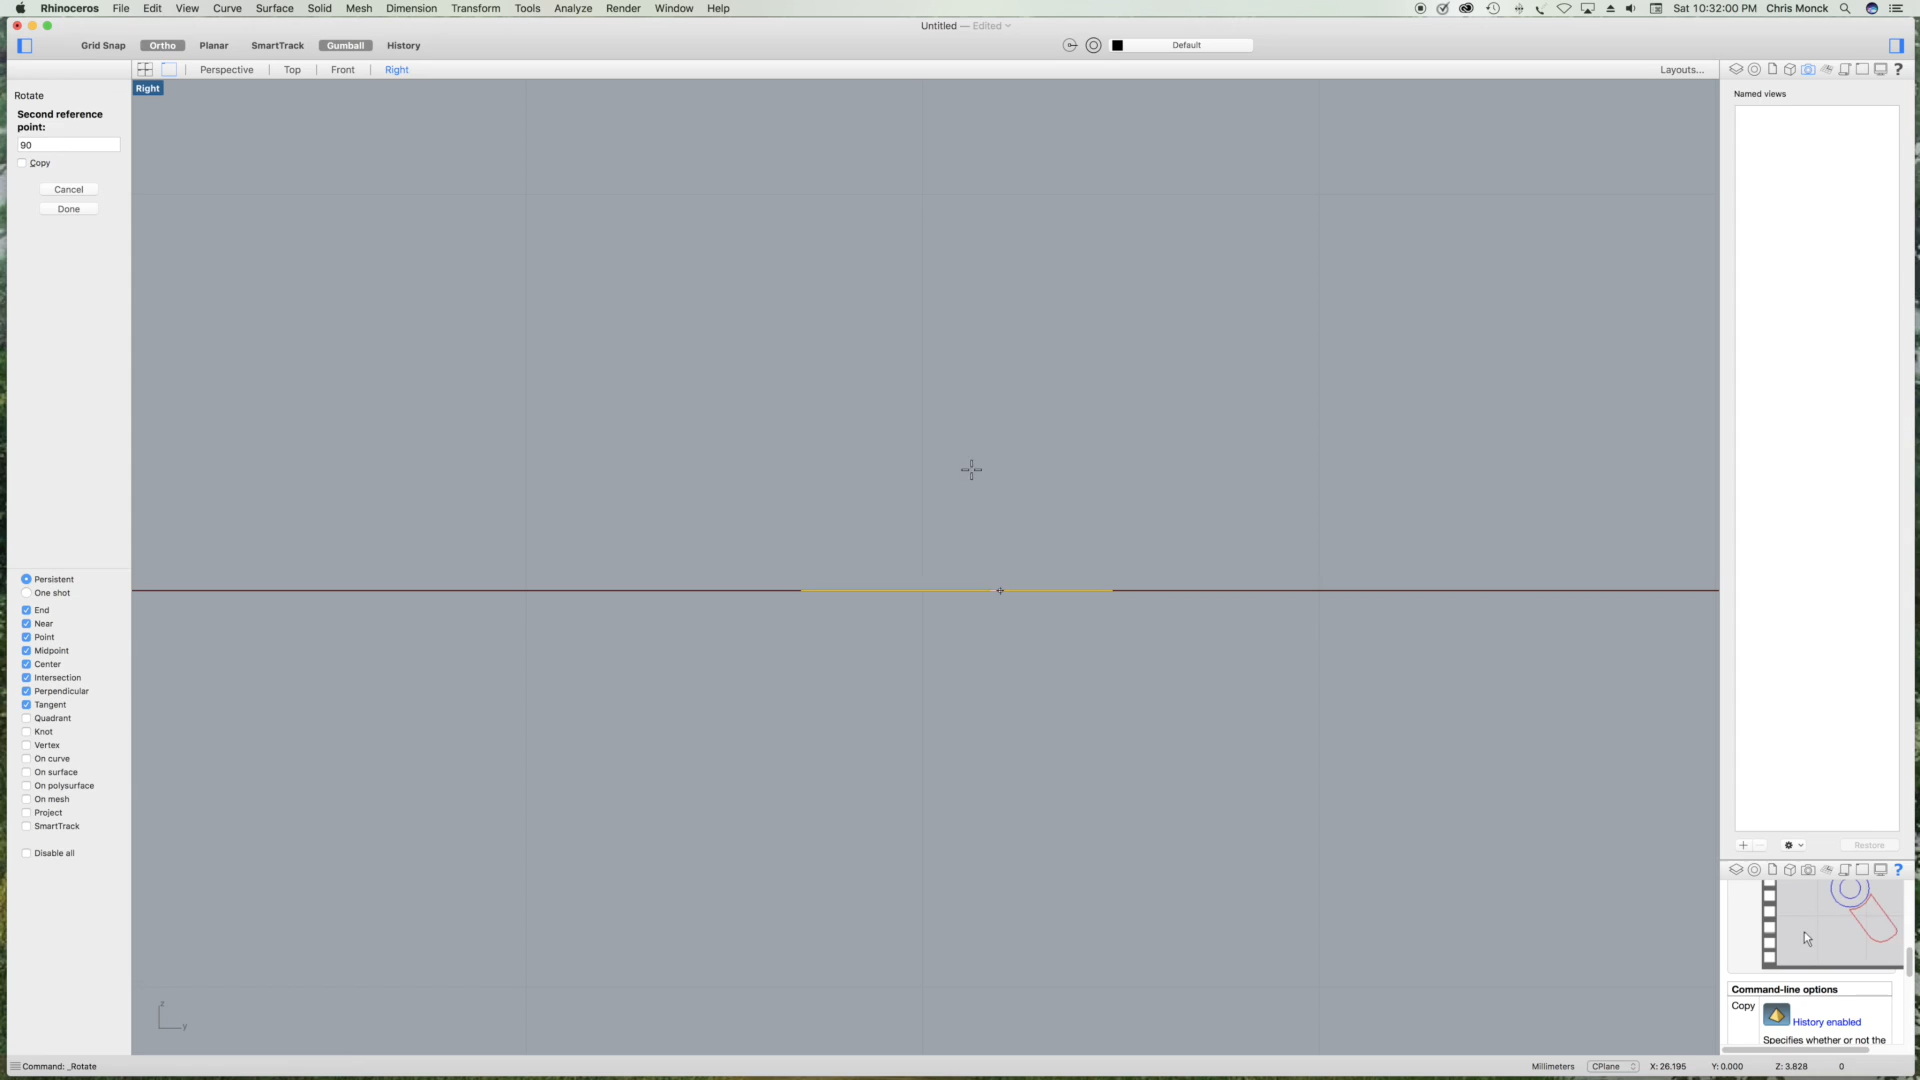 Rhinoceros File Edit View Curve Surface Solid Mesh Dimension Transform Tools Analyze Render Window Help Sat 10:32:00 PM Chris Monck
Untitled — Edited
Grid Snap Ortho Planar SmartTrack Gumball History Default
Perspective Top Front Right Layouts...
Right
Rotate
Second reference
point:
90
Copy
Cancel
Done
Persistent
One shot
End
Near
Point
Midpoint
Center
Intersection
Perpendicular
Tangent
Quadrant
Knot
Vertex
On curve
On surface
On polysurface
On mesh
Project
SmartTrack
Disable all
z
y
Named views
Restore
Command-line options
Copy
History enabled
Specifies whether or not the
Command: _Rotate
Millimeters CPlane X: 26.195 Y: 0.000 Z: 3.828 0